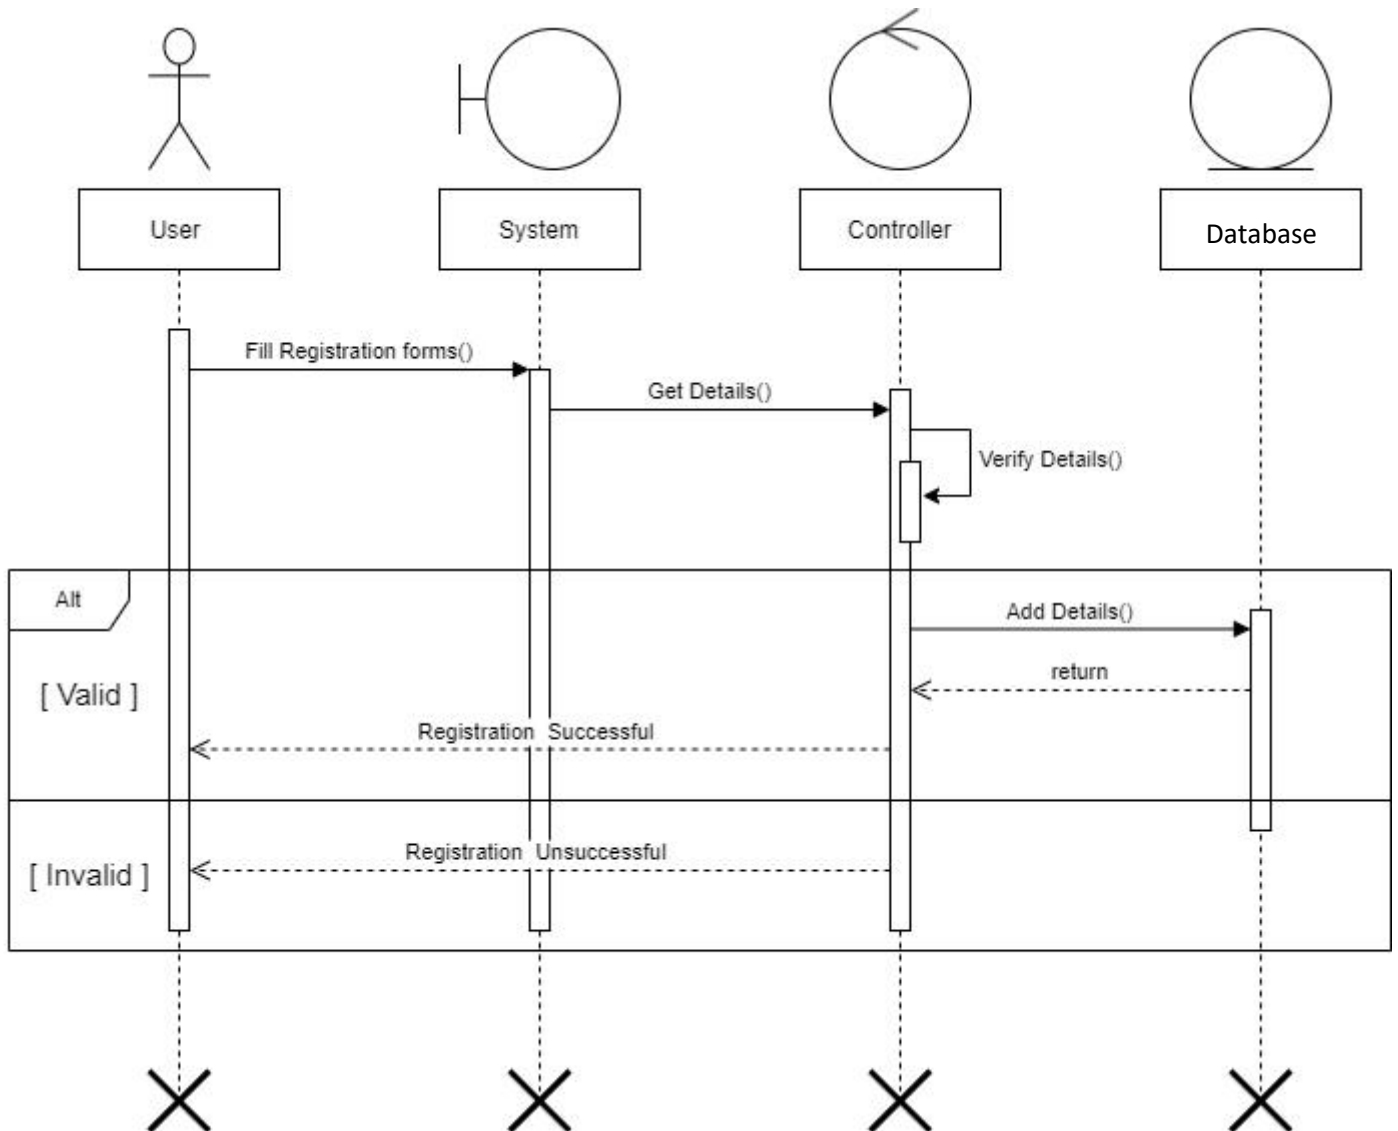 User
System
Controller
Database
Fill Registration forms()
Get Details()
Verify Details()
Alt
Add Details()
return
[ Valid ]
Registration Successful
Registration Unsuccessful
[ Invalid ]